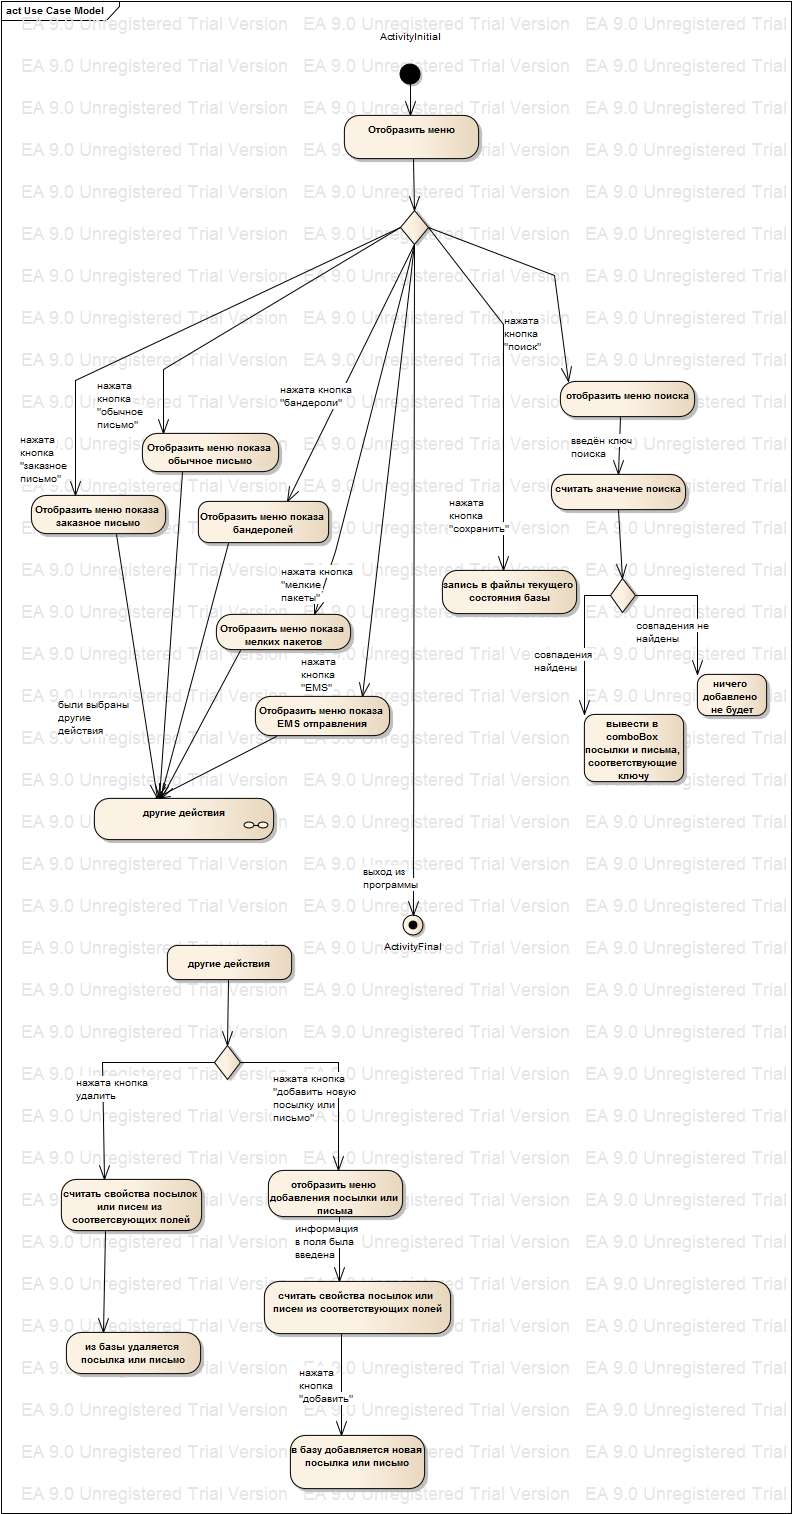 act Use Case Model
ActivityInitial
Отобразить меню
нажата
кнопка
"поиск"
нажата
кнопка
"обычное
письмо"
нажата кнопка
"бандероли"
отобразить меню поиска
нажата
кнопка
"заказное
письмо"
Отобразить меню показа
обычное письмо
введён ключ
поиска
считать значение поиска
Отобразить меню показа
заказное письмо
Отобразить меню показа
бандеролей
нажата
кнопка
"сохранить"
нажата кнопка
"мелкие
пакеты"
запись в файлы текущего
состояния базы
Отобразить меню показа
мелких пакетов
совпадения не
найдены
совпадения
найдены
нажата
кнопка
"EMS"
ничего
добавлено
не будет
были выбраны
другие
действия
Отобразить меню показа
EMS отправления
вывести в
comboBox
посылки и письма,
соответствующие
ключу
другие действия
выход из
программы
ActivityFinal
другие действия
нажата кнопка
удалить
нажата кнопка
"добавить новую
посылку или
письмо"
считать свойства посылок
или писем из
соответсвующих полей
отобразить меню
добавления посылки или
письма
информация
в поля была
введена
считать свойства посылок или
писем из соответствующих полей
из базы удаляется
посылка или письмо
нажата
кнопка
"добавить"
в базу добавляется новая
посылка или письмо
EA 9.0 Unregistered Trial Version